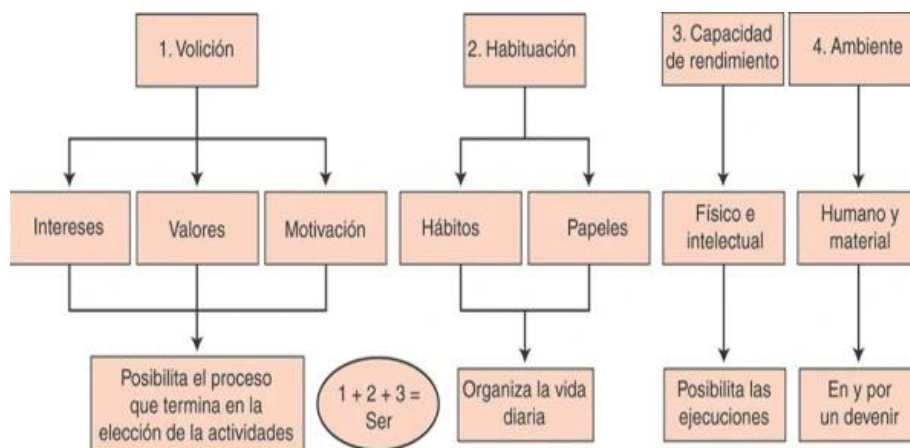 1. Volición
2. Habituación
3. Capacidad
de rendimiento
4. Ambiente
Intereses
Valores
Motivación
Hábitos
Papeles
Físico e
intelectual
Humano y
material
Posibilita el proceso
que termina en la
elección de la actividades
1 + 2 + 3 =
Ser
Organiza la vida
diaria
Posibilita las
ejecuciones
En y por
un devenir